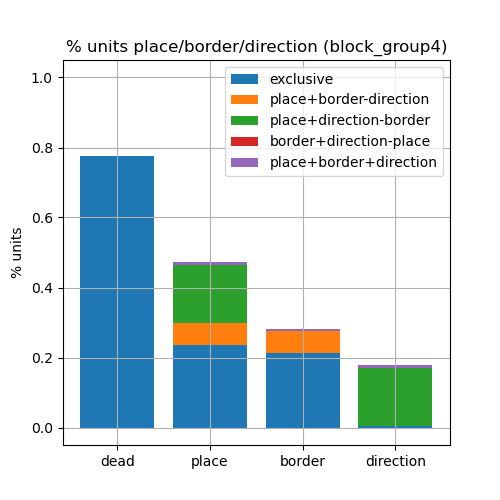 % units place/border/direction (block_group4)
exclusive
place+border-direction
place+direction-border
border+direction-place
place+border+direction
% units
1.0
0.8
0.6
0.4
0.2
0.0
dead place border direction